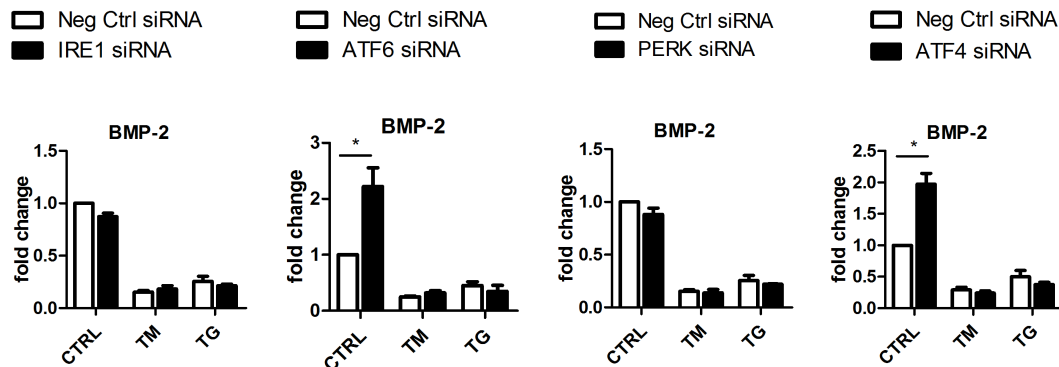 Neg Ctrl siRNA
IRE1 siRNA
BMP-2
fold change
1.5
1.0
0.5
0.0
CTRL
TM
TG
Neg Ctrl siRNA
ATF6 siRNA
BMP-2
*
fold change
3
2
1
0
CTRL
TM
TG
Neg Ctrl siRNA
PERK siRNA
BMP-2
fold change
1.5
1.0
0.5
0.0
CTRL
TM
TG
Neg Ctrl siRNA
ATF4 siRNA
BMP-2
*
fold change
2.5
2.0
1.5
1.0
0.5
0.0
CTRL
TM
TG